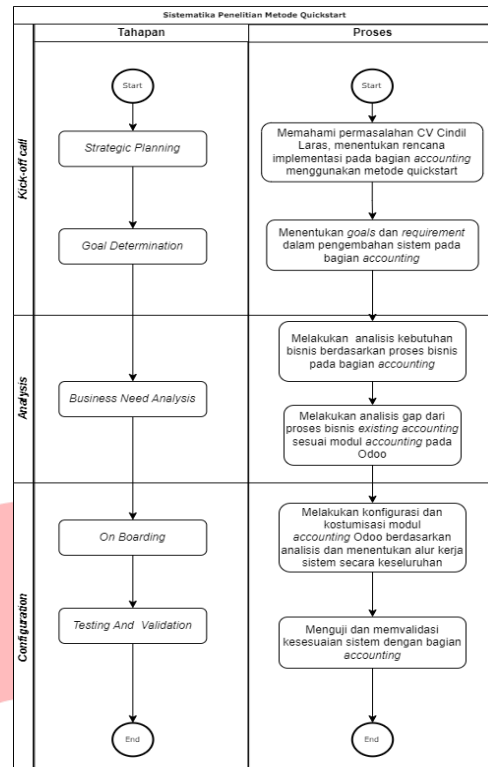 Sistematika Penelitian Metode Quickstart
Tahapan
Proses
Kick-off call
Start
Strategic Planning
Goal Determination
Start
Memahami permasalahan CV Cindil
Laras, menentukan rencana
implementasi pada bagian accounting
menggunakan metode quickstart
Menentukan goals dan requirement
dalam pengembahan sistem pada
bagian accounting
Analysis
Business Need Analysis
Melakukan analisis kebutuhan
bisnis berdasarkan proses bisnis
pada bagian accounting
Melakukan analisis gap dari
proses bisnis existing accounting
sesuai modul accounting pada
Odoo
Configuration
On Boarding
Testing And Validation
End
Melakukan konfigurasi dan
kostumisasi modul
accounting Odoo berdasarkan
analisis dan menentukan alur kerja
sistem secara keseluruhan
Menguji dan memvalidasi
kesesuaian sistem dengan bagian
accounting
End